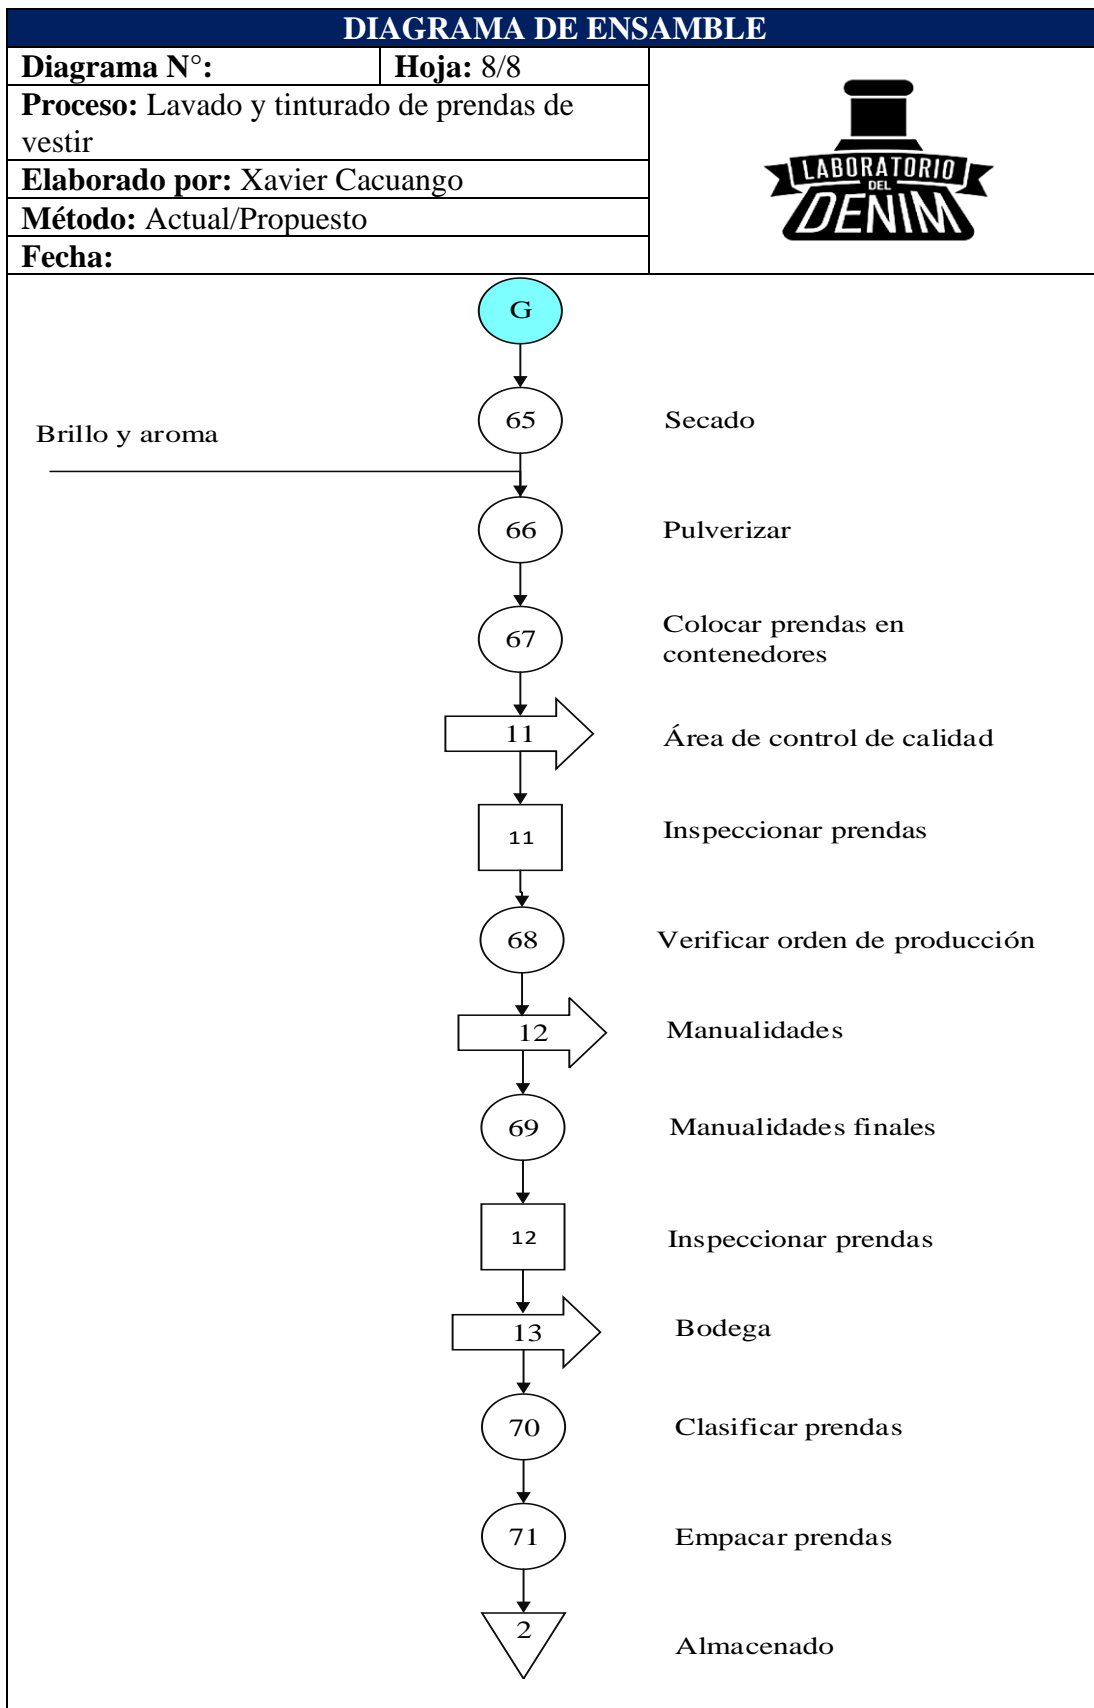 DIAGRAMA DE ENSAMBLE
Diagrama N°:
Hoja: 8/8
Proceso: Lavado y tinturado de prendas de
vestir
Elaborado por: Xavier Cacuango
Método: Actual/Propuesto
Fecha:
LABORATORIO
DEL
DENIM
G
65
Secado
Brillo y aroma
66
Pulverizar
67
Colocar prendas en
contenedores
11
Área de control de calidad
11
Inspeccionar prendas
68
Verificar orden de producción
12
Manualidades
69
Manualidades finales
12
Inspeccionar prendas
13
Bodega
70
Clasificar prendas
71
Empacar prendas
2
Almacenado